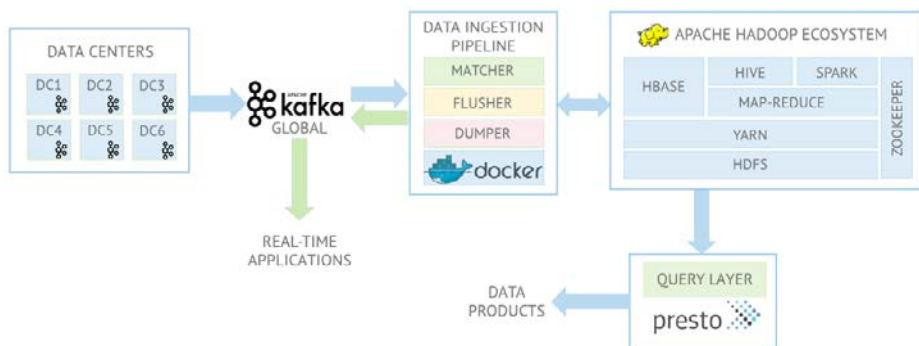 DATA CENTERS
DC1
DC2
DC3
DC4
DC5
DC6
APACHE
kafka
GLOBAL
REAL-TIME
APPLICATIONS
DATA INGESTION
PIPELINE
MATCHER
FLUSHER
DUMPER
docker
APACHE HADOOP ECOSYSTEM
HBASE
HIVE
SPARK
MAP-REDUCE
YARN
HDFS
ZOOKEEPER
QUERY LAYER
presto
DATA
PRODUCTS